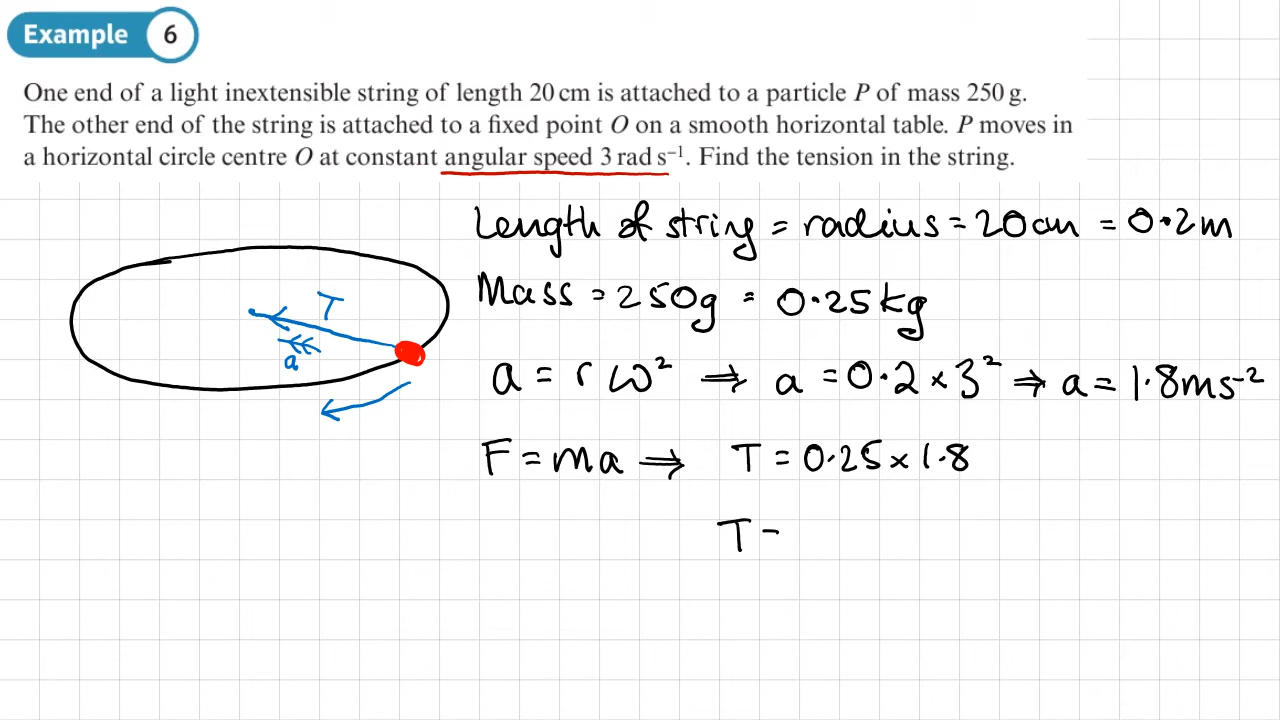 Example 6
One end of a light inextensible string of length 20 cm is attached to a particle P of mass 250 g.
The other end of the string is attached to a fixed point O on a smooth horizontal table. P moves in
a horizontal circle centre O at constant angular speed 3 rad s⁻¹. Find the tension in the string.
Length of string = radius = 20cm = 0.2m
Mass = 250g = 0.25kg
T
a
a = rω² ⇒ a = 0.2 × 3² ⇒ a = 1.8ms⁻²
F = ma ⇒ T = 0.25 × 1.8
T =